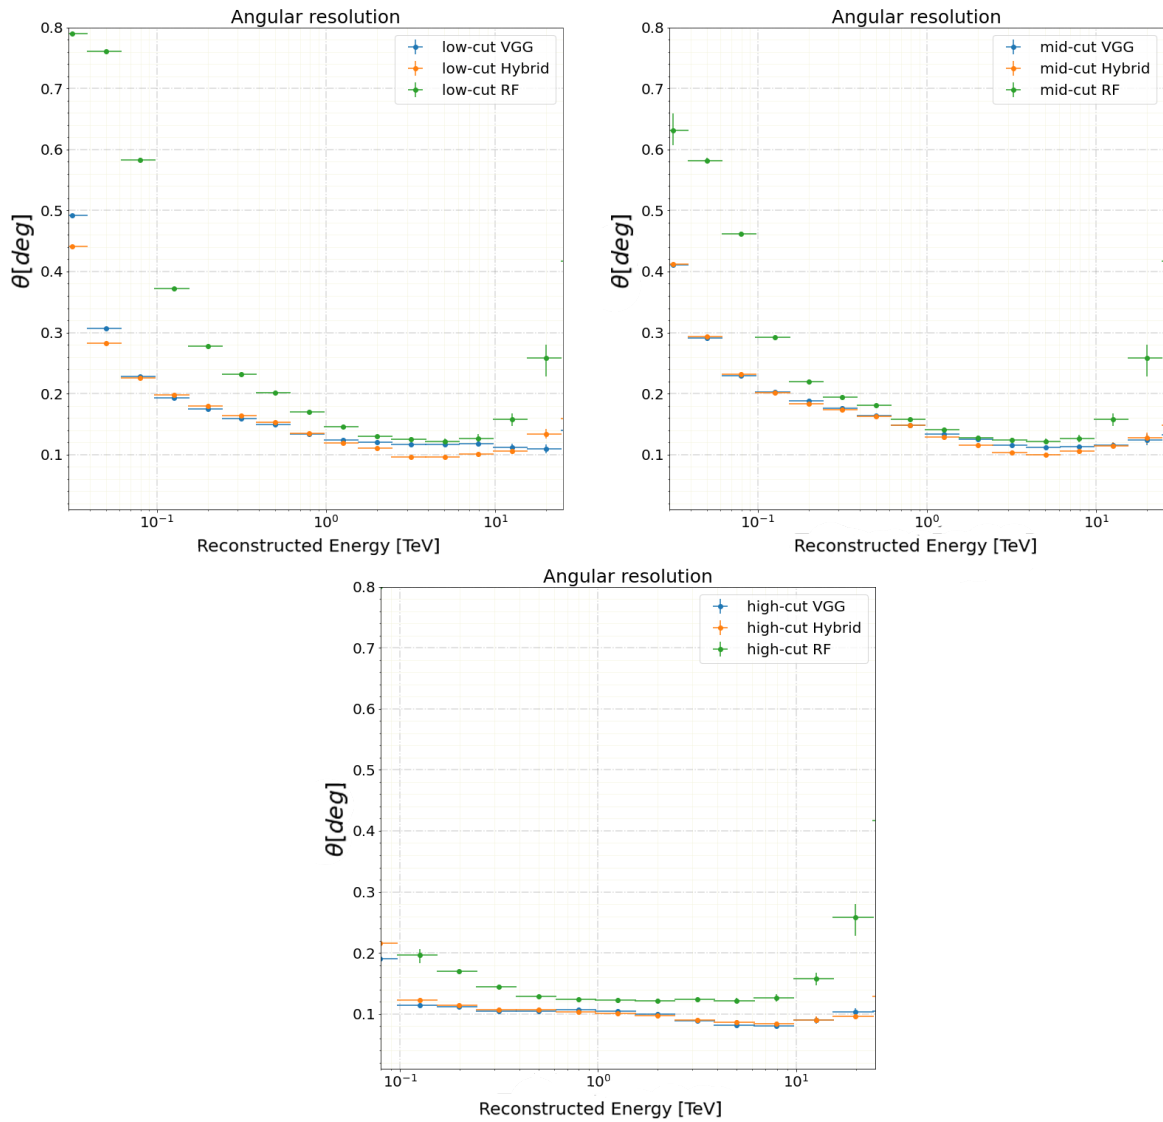 Angular resolution
0.8
0.7
0.6
0.5
0.4
0.3
0.2
0.1
θ[deg]
low-cut VGG
low-cut Hybrid
low-cut RF
10⁻¹ 10⁰ 10¹
Reconstructed Energy [TeV]
Angular resolution
0.8
0.7
0.6
0.5
0.4
0.3
0.2
0.1
θ[deg]
mid-cut VGG
mid-cut Hybrid
mid-cut RF
10⁻¹ 10⁰ 10¹
Reconstructed Energy [TeV]
Angular resolution
0.8
0.7
0.6
0.5
0.4
0.3
0.2
0.1
θ[deg]
high-cut VGG
high-cut Hybrid
high-cut RF
10⁻¹ 10⁰ 10¹
Reconstructed Energy [TeV]